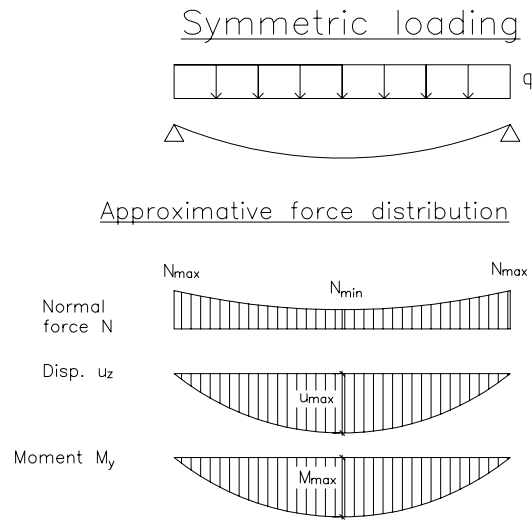 Symmetric loading
q
Approximative force distribution
Nmax
Nmin
Nmax
Normal
force N
Disp. uz
umax
Moment My
Mmax